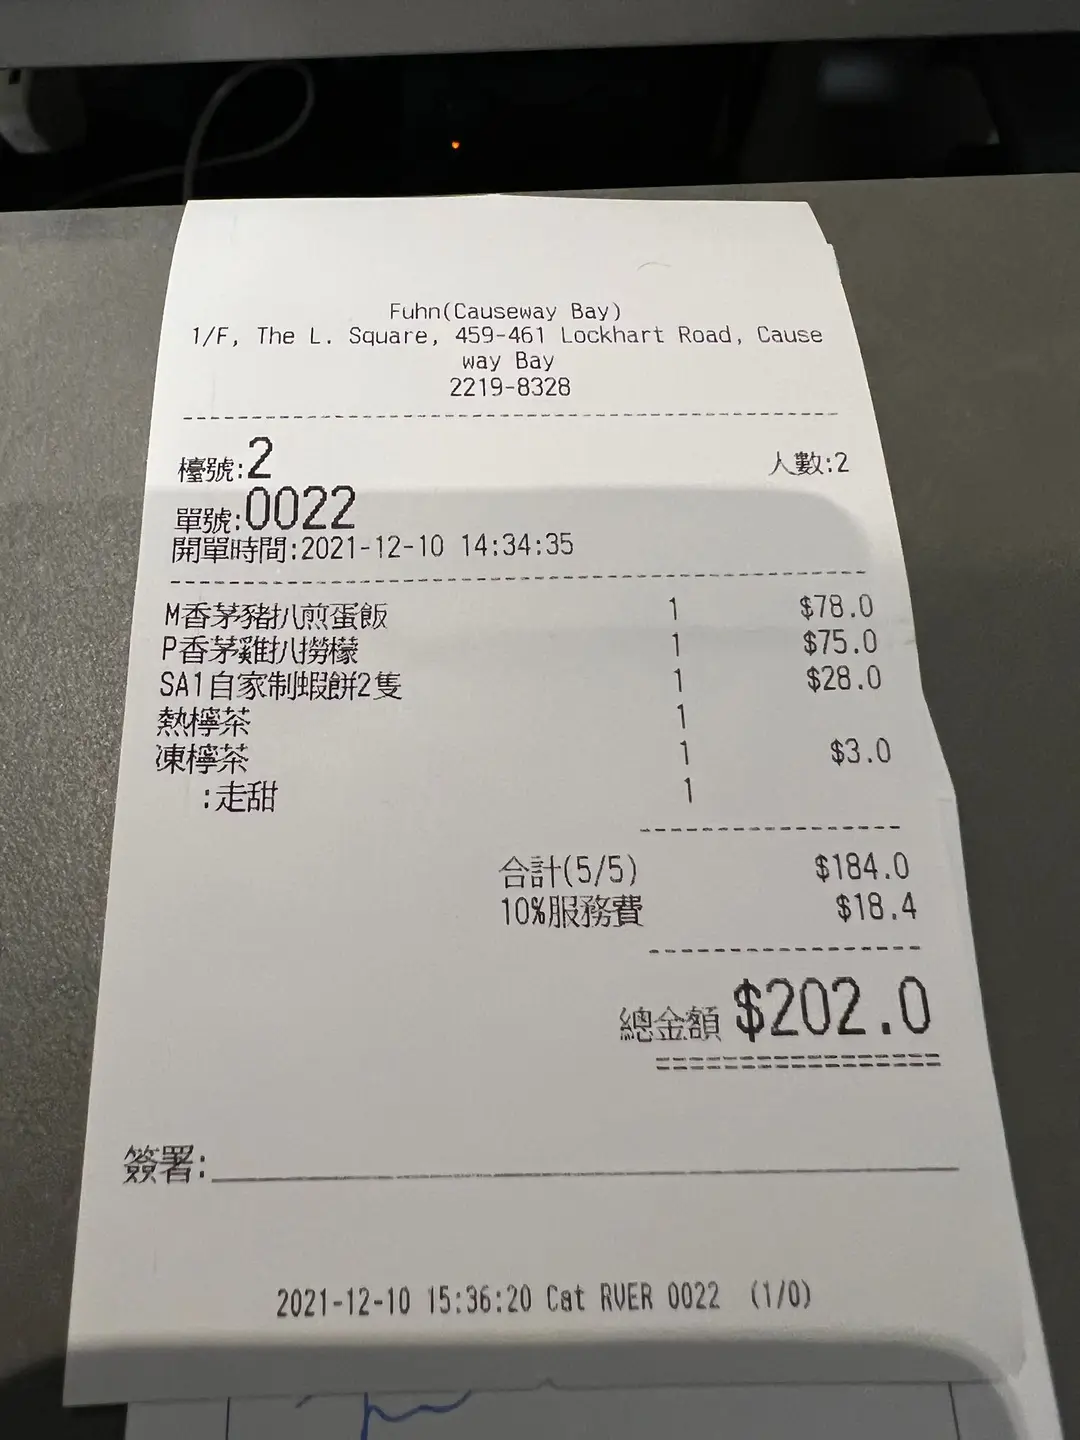 Fuhn(Causeway Bay)
1/F, The L. Square, 459-461 Lockhart Road, Cause
way Bay
2219-8328
檯號:2 人數:2
單號:0022
開單時間:2021-12-10 14:34:35
M香茅豬扒煎蛋飯 1 $78.0
P香茅雞扒撈檬 1 $75.0
SA1自家制蝦餅2隻 1 $28.0
熱檸茶 1
凍檸茶 1 $3.0
:走甜 1
合計(5/5) $184.0
10%服務費 $18.4
總金額 $202.0
簽署:
2021-12-10 15:36:20 Cat RVER 0022 (1/0)